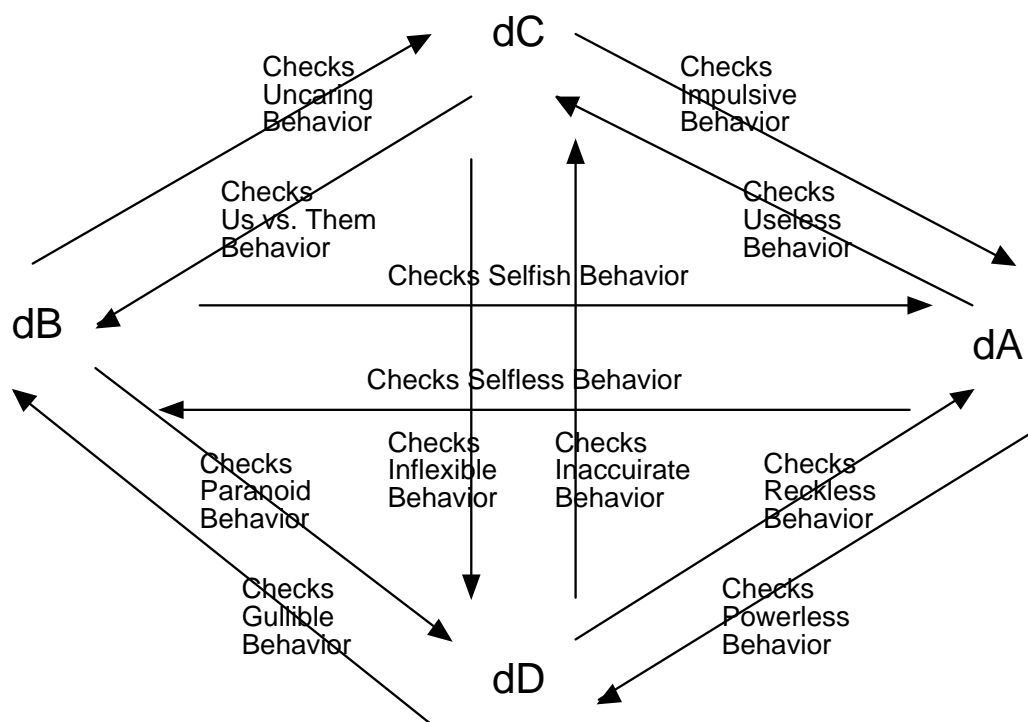 dC
Checks
Uncaring
Behavior
Checks
Impulsive
Behavior
Checks
Us vs. Them
Behavior
Checks
Useless
Behavior
Checks Selfish Behavior
dB
dA
Checks Selfless Behavior
Checks
Paranoid
Behavior
Checks
Inflexible
Behavior
Checks
Inaccuirate
Behavior
Checks
Reckless
Behavior
Checks
Gullible
Behavior
Checks
Powerless
Behavior
dD